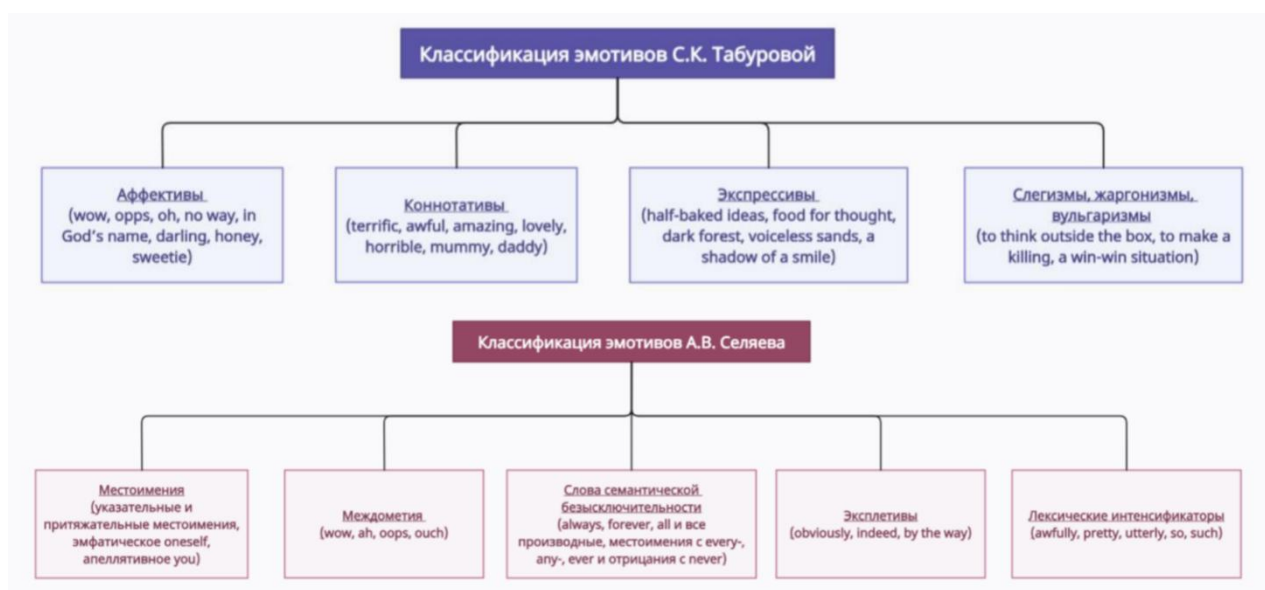 Классификация эмотивов С.К. Табуровой
Аффективы
(wow, opps, oh, no way, in
God's name, darling, honey,
sweetie)
Коннотативы
(terrific, awful, amazing, lovely,
horrible, mummy, daddy)
Экспрессивы
(half-baked ideas, food for thought,
dark forest, voiceless sands, a
shadow of a smile)
Слегизмы, жаргонизмы,
вульгаризмы
(to think outside the box, to make a
killing, a win-win situation)
Классификация эмотивов А.В. Селяева
Местоимения
(указательные и
притяжательные местоимения,
эмфатическое oneself,
апеллятивное you)
Междометия
(wow, ah, oops, ouch)
Слова семантической
безысключительности
(always, forever, all и все
производные, местоимения с every-,
any-, ever и отрицания с never)
Эксплетивы
(obviously, indeed, by the way)
Лексические интенсификаторы
(awfully, pretty, utterly, so, such)